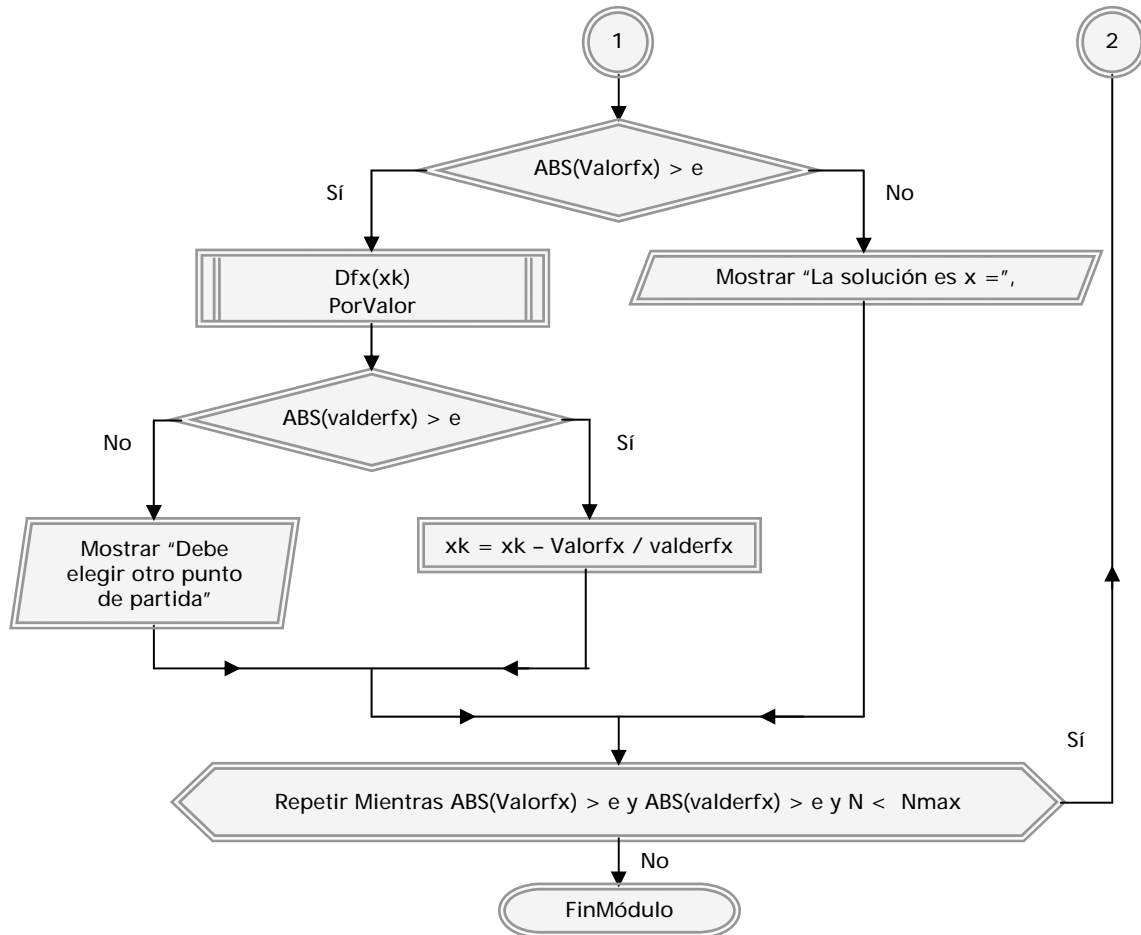 1
2
ABS(Valorfx) > e
Sí
No
Dfx(xk)
PorValor
Mostrar “La solución es x =”,
ABS(valderfx) > e
No
Sí
Mostrar “Debe
elegir otro punto
de partida”
xk = xk – Valorfx / valderfx
Sí
Repetir Mientras ABS(Valorfx) > e y ABS(valderfx) > e y N < Nmax
No
FinMódulo